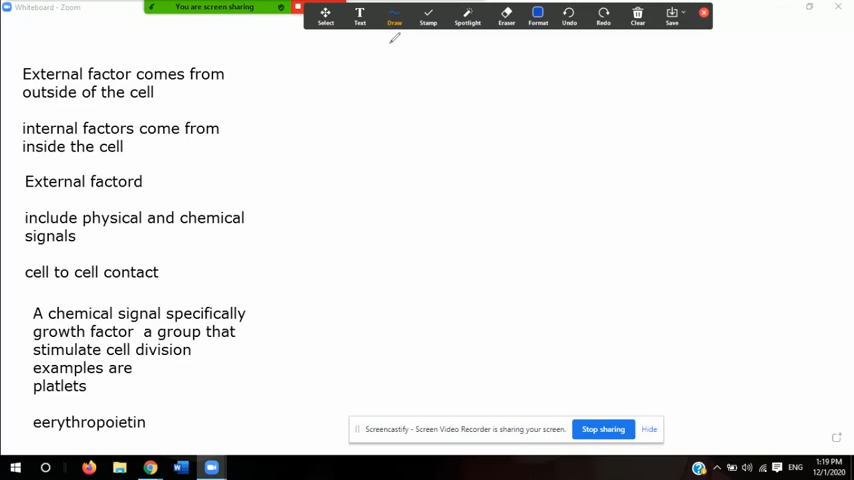 Whiteboard - Zoom
You are screen sharing
Select
Text
Draw
Stamp
Spotlight
Eraser
Format
Undo
Redo
Clear
Save
External factor comes from
outside of the cell
internal factors come from
inside the cell
External factord
include physical and chemical
signals
cell to cell contact
A chemical signal specifically
growth factor a group that
stimulate cell division
examples are
platlets
eerythropoietin
Screencastify - Screen Video Recorder is sharing your screen.
Stop sharing
Hide
ENG
1:19 PM
12/1/2020